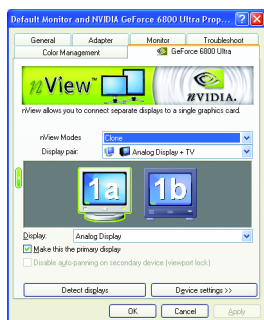 Default Monitor and NVIDIA GeForce 6800 Ultra Prop...
General Adapter Monitor Troubleshoot
Color Management GeForce 6800 Ultra
nView™ NVIDIA.
nView allows you to connect separate displays to a single graphics card.
nView Modes Clone
Display pair: Analog Display + TV
1a 1b
Display: Analog Display
Make this the primary display
Disable auto-panning on secondary device (viewport lock)
Detect displays Device settings >>
OK Cancel Apply